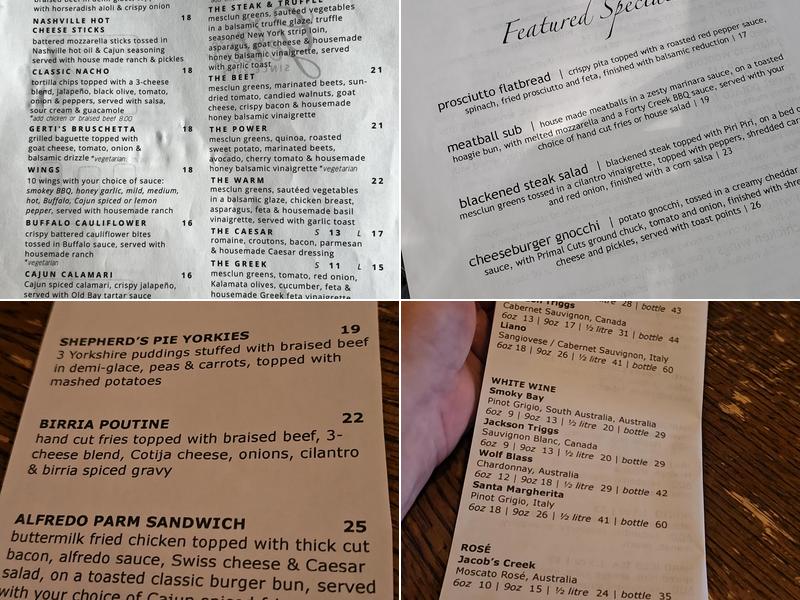 with horseradish aioli & crispy onion
NASHVILLE HOT 18
CHEESE STICKS
battered mozzarella sticks tossed in
Nashville hot oil & Cajun seasoning
served with house made ranch & pickles
CLASSIC NACHO 18
tortilla chips topped with a 3-cheese
blend, jalapeño, black olive, tomato,
onion & peppers, served with salsa,
sour cream & guacamole
*add chicken or braised beef 8.00
GERTI'S BRUSCHETTA 18
grilled baguette topped with
goat cheese, tomato, onion &
balsamic drizzle *vegetarian
WINGS 18
10 wings with your choice of sauce:
smokey BBQ, honey garlic, mild, medium,
hot, Buffalo, Cajun spiced or lemon
pepper, served with housemade ranch
BUFFALO CAULIFLOWER 16
crispy battered cauliflower bites
tossed in Buffalo sauce, served with
housemade ranch
*vegetarian
CAJUN CALAMARI 16
Cajun spiced calamari, crispy jalapeño,
served with Old Bay tartar sauce
THE STEAK & TRUFFLE
mesclun greens, sautéed vegetables
in a balsamic truffle glaze, truffle
seasoned New York strip loin,
asparagus, goat cheese & housemade
honey balsamic vinaigrette, served
with garlic toast
THE BEET 21
mesclun greens, marinated beets, sun-
dried tomato, candied walnuts, goat
cheese, crispy bacon & housemade
honey balsamic vinaigrette
THE POWER 21
mesclun greens, quinoa, roasted
sweet potato, marinated beets,
avocado, cherry tomato & housemade
honey balsamic vinaigrette *vegetarian
THE WARM 22
mesclun greens, sautéed vegetables
in a balsamic glaze, chicken breast,
asparagus, feta & housemade basil
vinaigrette, served with garlic toast
THE CAESAR S 13 L 17
romaine, croutons, bacon, parmesan
& housemade Caesar dressing
THE GREEK S 11 L 15
mesclun greens, tomato, red onion,
Kalamata olives, cucumber, feta &
housemade Greek feta vinaigrette
Featured
prosciutto flatbread | crispy pita topped with a roasted red pepper sauce,
spinach, fried prosciutto and feta, finished with balsamic reduction | 17
meatball sub | house made meatballs in a zesty marinara sauce, on a toasted
hoagie bun, with melted mozzarella and a Forty Creek BBQ sauce, served with your
choice of hand cut fries or house salad | 19
blackened steak salad | blackened steak topped with Piri Piri, on a bed
mesclun greens tossed in a cilantro vinaigrette, topped with peppers, shredded
and red onion, finished with a corn salsa | 23
cheeseburger gnocchi | potato gnocchi, tossed in a creamy cheddar
sauce, with Primal Cuts ground chuck, tomato and onion, finished with
cheese and pickles, served with toast points | 26
SHEPHERD'S PIE YORKIES 19
3 Yorkshire puddings stuffed with braised beef
in demi-glace, peas & carrots, topped with
mashed potatoes
BIRRIA POUTINE 22
hand cut fries topped with braised beef, 3-
cheese blend, Cotija cheese, onions, cilantro
& birria spiced gravy
ALFREDO PARM SANDWICH 25
buttermilk fried chicken topped with thick cut
bacon, alfredo sauce, Swiss cheese & Caesar
salad, on a toasted classic burger bun, served
with your choice of Cajun
Triggs
Cabernet Sauvignon, Canada
6oz 13 | 9oz 17 | ½ litre 31 | bottle 44
Liano
Sangiovese / Cabernet Sauvignon, Italy
6oz 18 | 9oz 26 | ½ litre 41 | bottle 60
WHITE WINE
Smoky Bay
Pinot Grigio, South Australia, Australia
6oz 9 | 9oz 13 | ½ litre 20 | bottle 29
Jackson Triggs
Sauvignon Blanc, Canada
6oz 9 | 9oz 13 | ½ litre 20 | bottle 29
Wolf Blass
Chardonnay, Australia
6oz 12 | 9oz 18 | ½ litre 29 | bottle 42
Santa Margherita
Pinot Grigio, Italy
6oz 18 | 9oz 26 | ½ litre 41 | bottle 60
ROSÉ
Jacob's Creek
Moscato Rosé, Australia
6oz 10 | 9oz 15 | ½ litre 24 | bottle 35